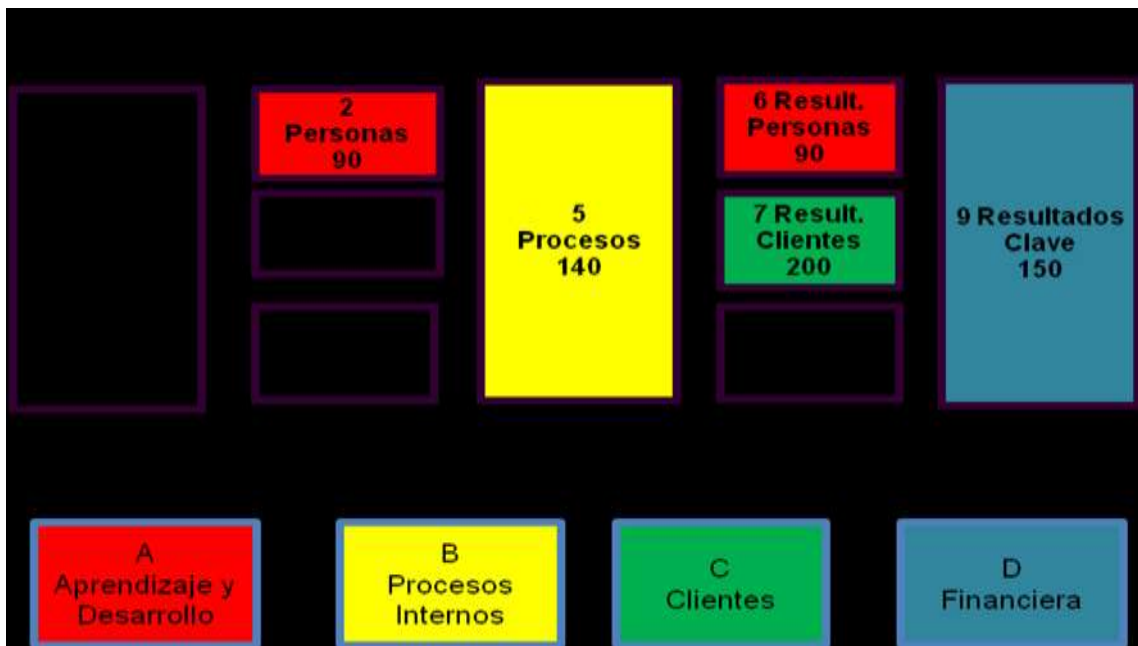 2
Personas
90
5
Procesos
140
6 Result.
Personas
90
7 Result.
Clientes
200
9 Resultados
Clave
150
A
Aprendizaje y
Desarrollo
B
Procesos
Internos
C
Clientes
D
Financiera